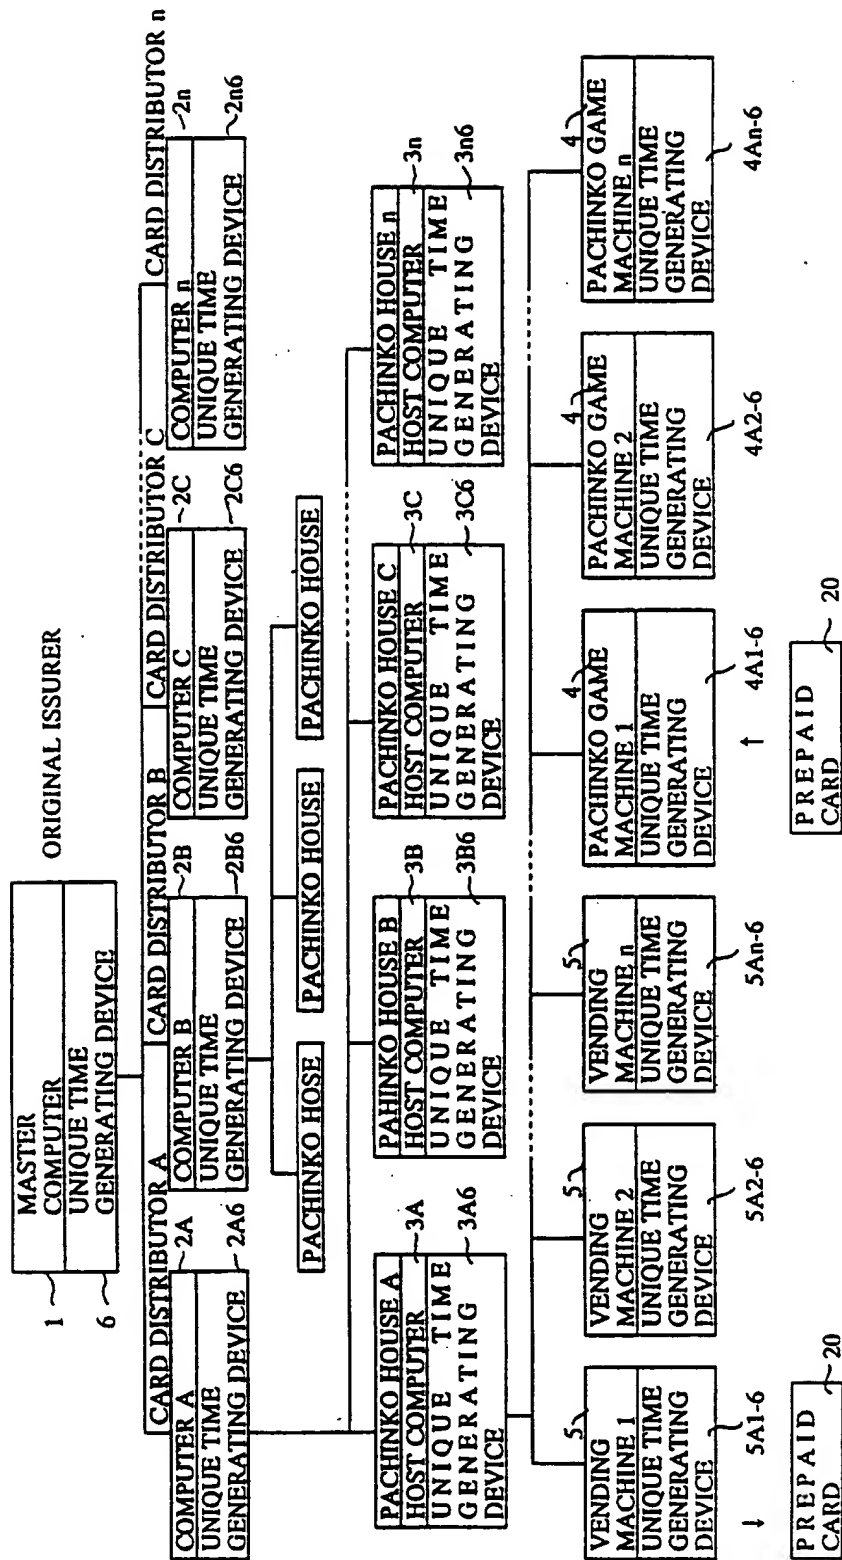 ORIGINAL ISSURER
MASTER
COMPUTER
1
UNIQUE TIME
GENERATING DEVICE
6
CARD DISTRIBUTOR A
COMPUTER A
2A
UNIQUE TIME
GENERATING DEVICE
2A6
CARD DISTRIBUTOR B
COMPUTER B
2B
UNIQUE TIME
GENERATING DEVICE
2B6
CARD DISTRIBUTOR C
COMPUTER C
2C
UNIQUE TIME
GENERATING DEVICE
2C6
CARD DISTRIBUTOR n
COMPUTER n
2n
UNIQUE TIME
GENERATING DEVICE
2n6
PACHINKO HOSE
PACHINKO HOUSE
PACHINKO HOUSE
PACHINKO HOUSE A
HOST COMPUTER
3A
UNIQUE TIME
GENERATING
DEVICE
3A6
PAHINKO HOUSE B
HOST COMPUTER
3B
UNIQUE TIME
GENERATING
DEVICE
3B6
PACHINKO HOUSE C
HOST COMPUTER
3C
UNIQUE TIME
GENERATING
DEVICE
3C6
PACHINKO HOUSE n
HOST COMPUTER
3n
UNIQUE TIME
GENERATING
DEVICE
3n6
5
VENDING
MACHINE 1
UNIQUE TIME
GENERATING
DEVICE
5A1-6
5
VENDING
MACHINE 2
UNIQUE TIME
GENERATING
DEVICE
5A2-6
5
VENDING
MACHINE n
UNIQUE TIME
GENERATING
DEVICE
5An-6
4
PACHINKO GAME
MACHINE 1
UNIQUE TIME
GENERATING
DEVICE
4A1-6
4
PACHINKO GAME
MACHINE 2
UNIQUE TIME
GENERATING
DEVICE
4A2-6
4
PACHINKO GAME
MACHINE n
UNIQUE TIME
GENERATING
DEVICE
4An-6
↓
PREPAID
CARD
20
↑
PREPAID
CARD
20